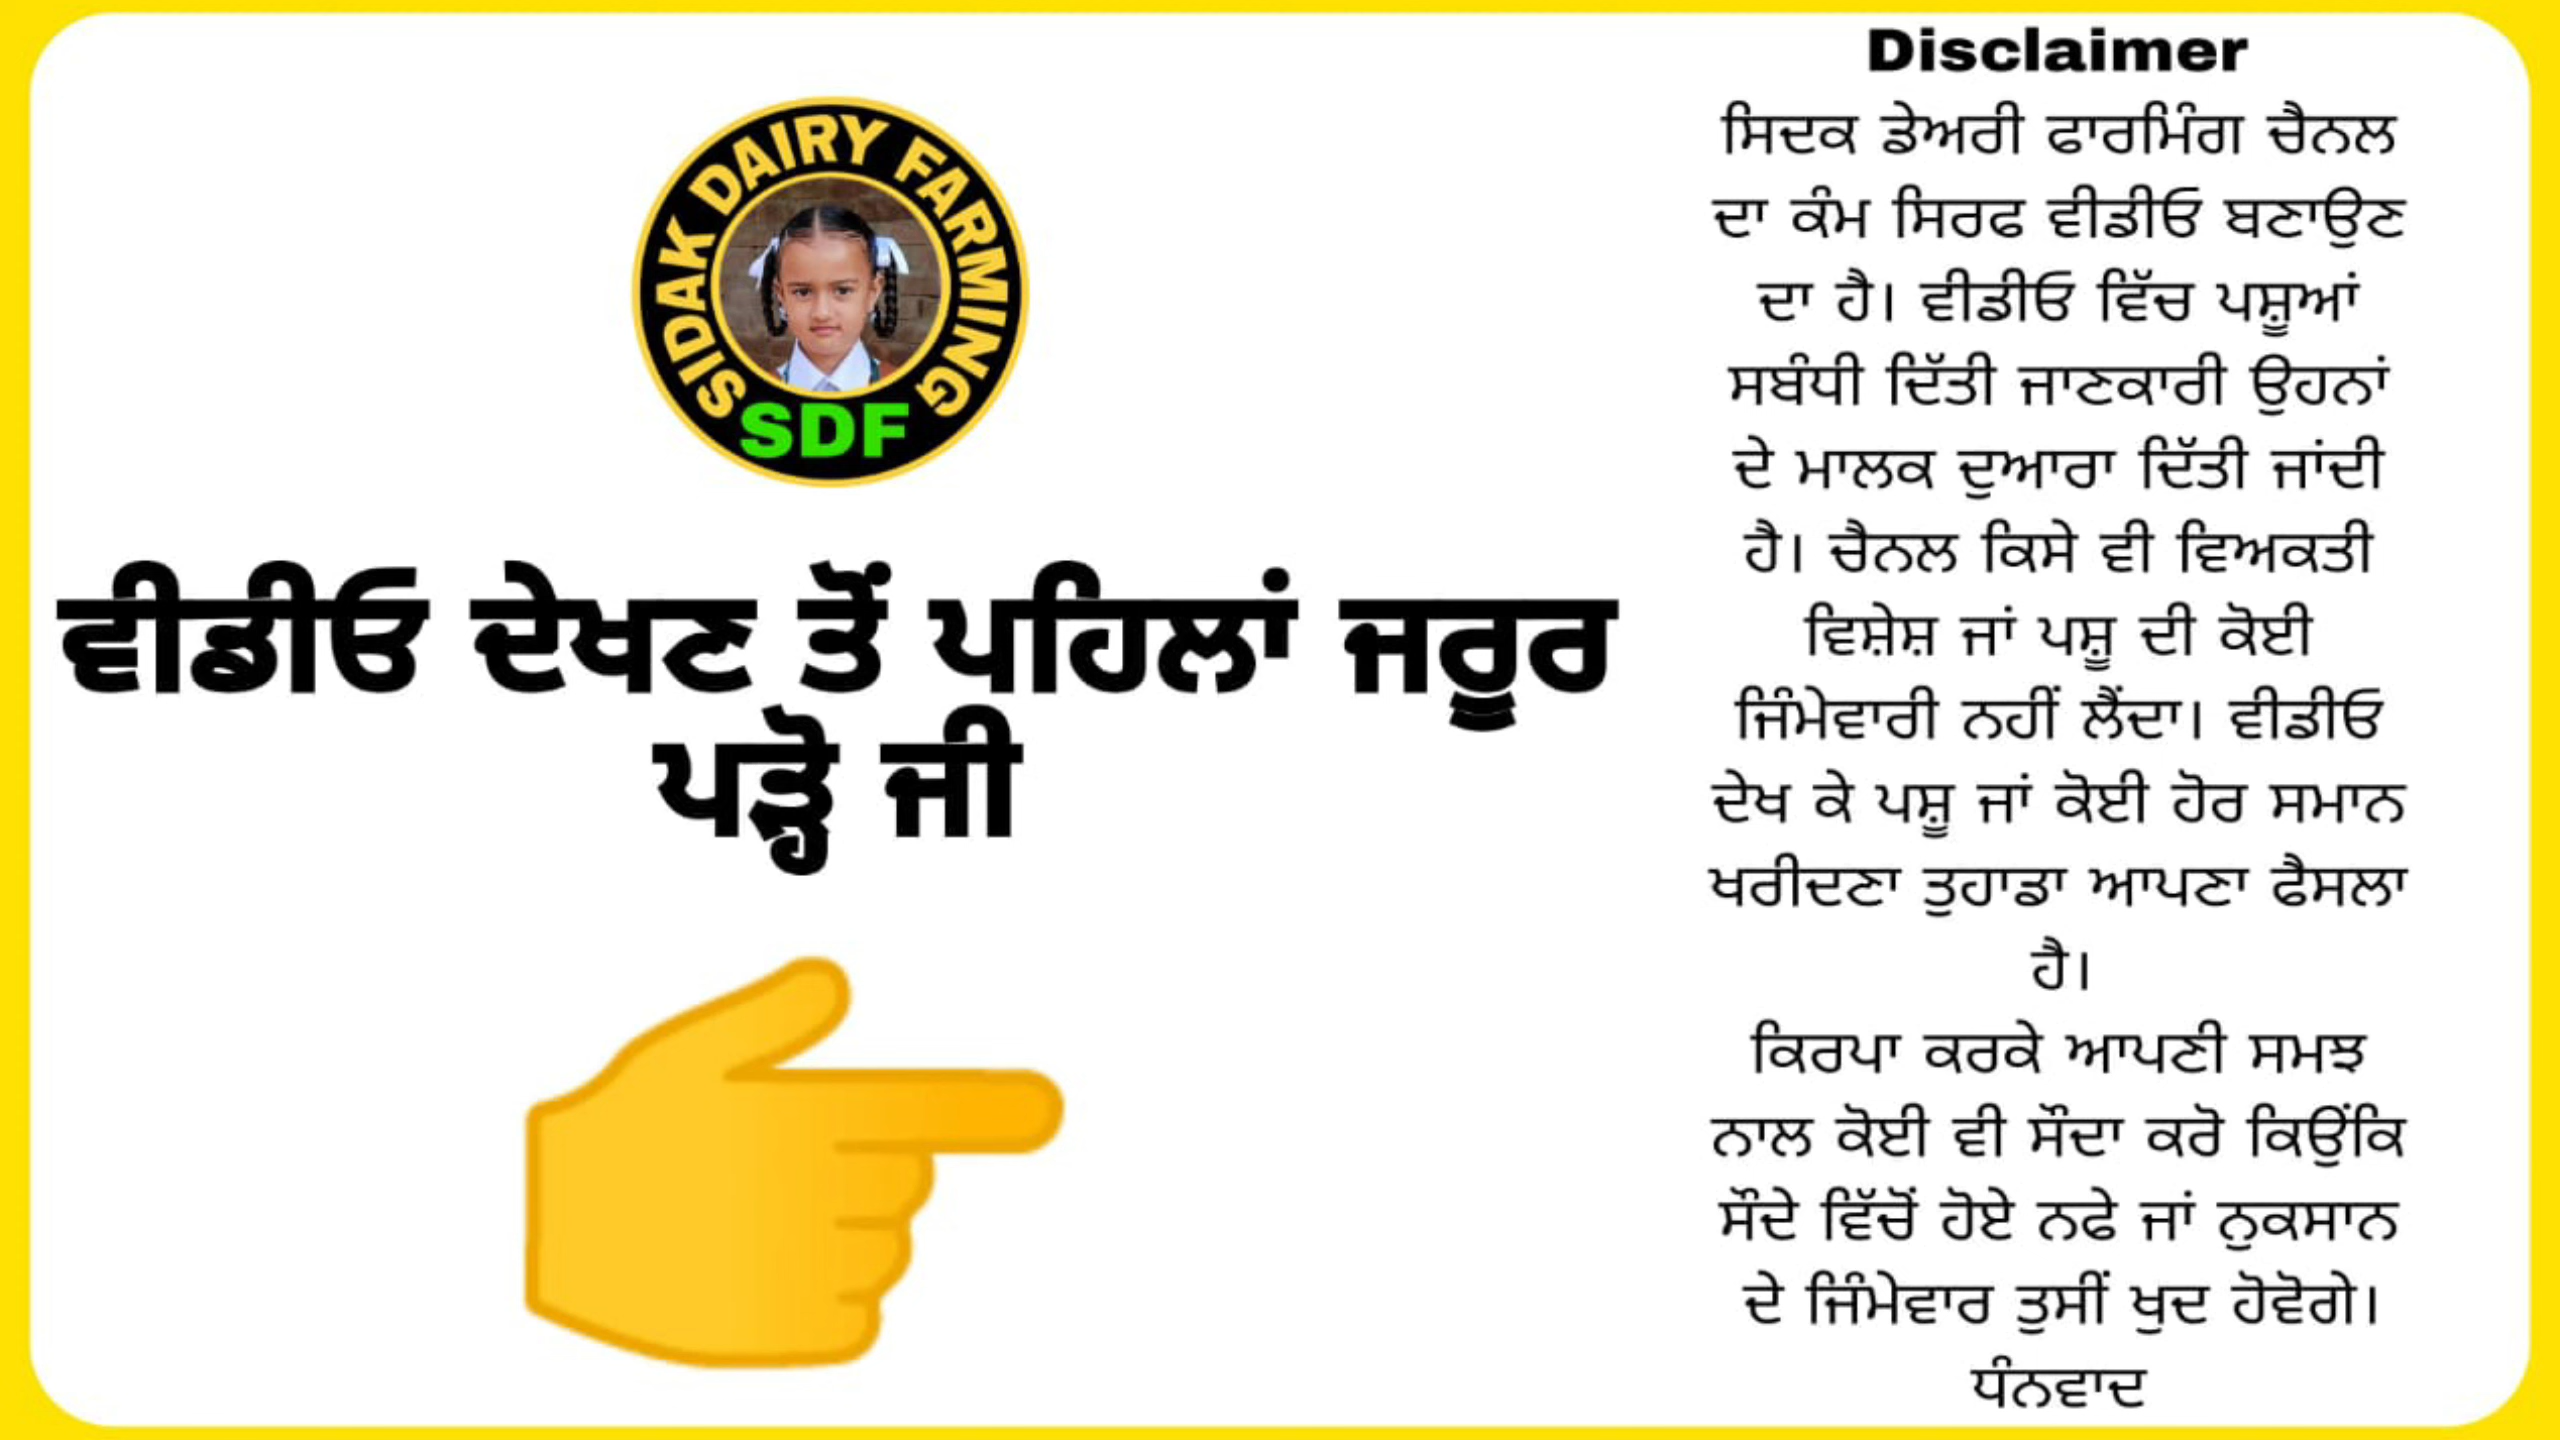 SIDAK DAIRY FARMING
SDF
ਵੀਡੀਓ ਦੇਖਣ ਤੋਂ ਪਹਿਲਾਂ ਜਰੂਰ
ਪੜ੍ਹੋ ਜੀ
Disclaimer
ਸਿਦਕ ਡੇਅਰੀ ਫਾਰਮਿੰਗ ਚੈਨਲ
ਦਾ ਕੰਮ ਸਿਰਫ ਵੀਡੀਓ ਬਣਾਉਣ
ਦਾ ਹੈ। ਵੀਡੀਓ ਵਿੱਚ ਪਸ਼ੂਆਂ
ਸਬੰਧੀ ਦਿੱਤੀ ਜਾਣਕਾਰੀ ਉਹਨਾਂ
ਦੇ ਮਾਲਕ ਦੁਆਰਾ ਦਿੱਤੀ ਜਾਂਦੀ
ਹੈ। ਚੈਨਲ ਕਿਸੇ ਵੀ ਵਿਅਕਤੀ
ਵਿਸ਼ੇਸ਼ ਜਾਂ ਪਸ਼ੂ ਦੀ ਕੋਈ
ਜਿੰਮੇਵਾਰੀ ਨਹੀਂ ਲੈਂਦਾ। ਵੀਡੀਓ
ਦੇਖ ਕੇ ਪਸ਼ੂ ਜਾਂ ਕੋਈ ਹੋਰ ਸਮਾਨ
ਖਰੀਦਣਾ ਤੁਹਾਡਾ ਆਪਣਾ ਫੈਸਲਾ
ਹੈ।
ਕਿਰਪਾ ਕਰਕੇ ਆਪਣੀ ਸਮਝ
ਨਾਲ ਕੋਈ ਵੀ ਸੌਦਾ ਕਰੋ ਕਿਉਂਕਿ
ਸੌਦੇ ਵਿੱਚੋਂ ਹੋਏ ਨਫੇ ਜਾਂ ਨੁਕਸਾਨ
ਦੇ ਜਿੰਮੇਵਾਰ ਤੁਸੀਂ ਖੁਦ ਹੋਵੋਗੇ।
ਧੰਨਵਾਦ